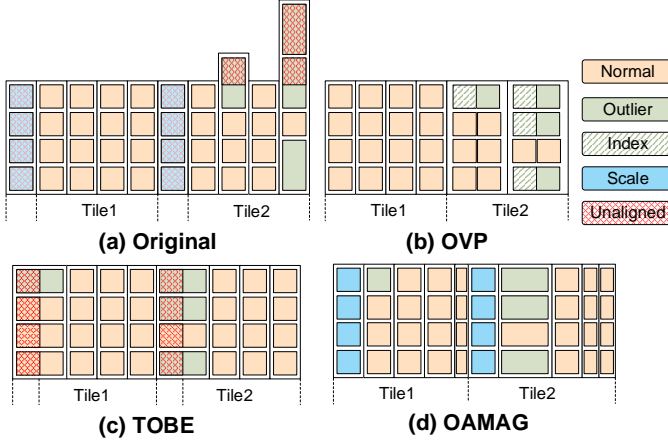 Normal
Outlier
Index
Scale
Unaligned
Tile1
Tile2
(a) Original
Tile1
Tile2
(b) OVP
Tile1
Tile2
(c) TOBE
Tile1
Tile2
(d) OAMAG